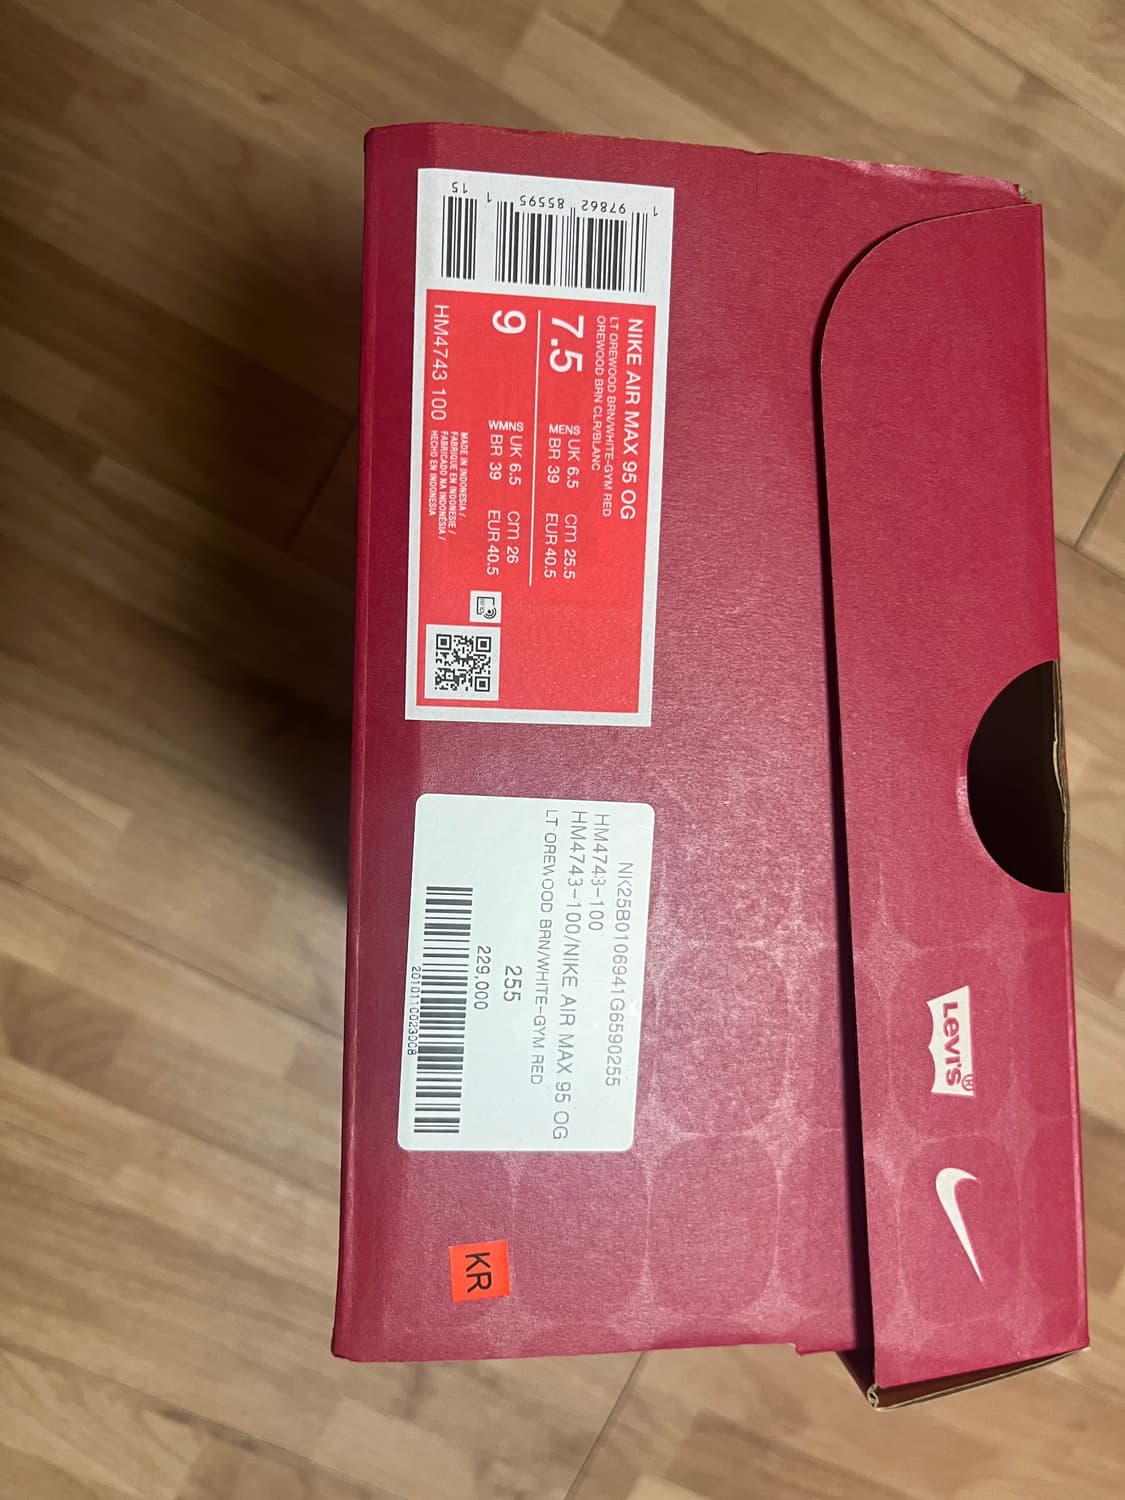 LEVI'S®
NIKE AIR MAX 95 OG
LT OREWOOD BRN/WHITE-GYM RED
OREWOOD BRN CLR/BLANC
7.5
MENS
UK 6.5 cm 25.5
BR 39 EUR 40.5
9
WMNS
UK 6.5 cm 26
BR 39 EUR 40.5
HM4743 100
MADE IN INDONESIA /
FABRIQUE EN INDONESIE /
FABRICADO NA INDONÉSIA /
HECHO EN INDONESIA
1 97862 85595 1 15
NK25B0106941G6590255
HM4743-100
HM4743-100/NIKE AIR MAX 95 OG
LT OREWOOD BRN/WHITE-GYM RED
255
229,000
KR